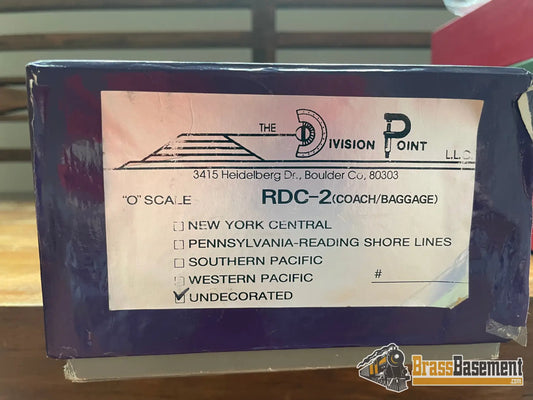 THE DIVISION POINT L.L.C.
3415 Heidelberg Dr., Boulder Co, 80303
"O" SCALE RDC-2 (COACH/BAGGAGE)
NEW YORK CENTRAL
PENNSYLVANIA-READING SHORE LINES
SOUTHERN PACIFIC
WESTERN PACIFIC #
UNDECORATED
BrassBasement
.com